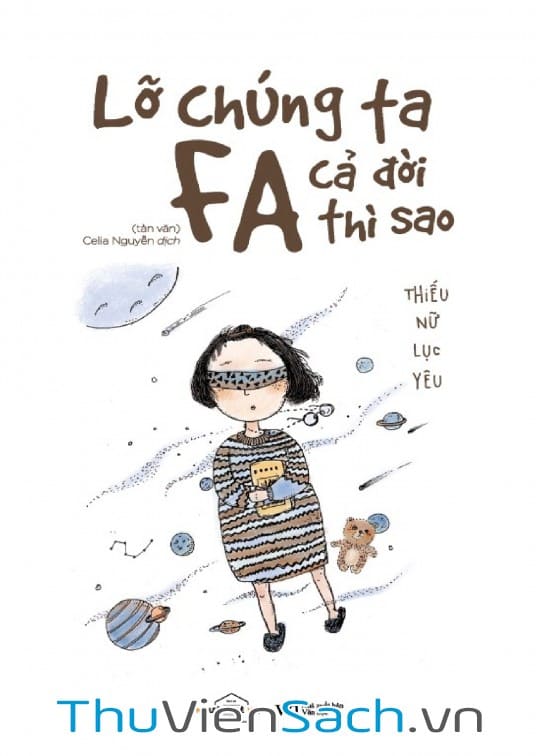 Lỡ chúng ta
FA
cả đời
thì sao
(tản văn)
Celia Nguyễn dịch
THIẾU
NỮ
LỤC
YÊU
ThuVienSach.vn